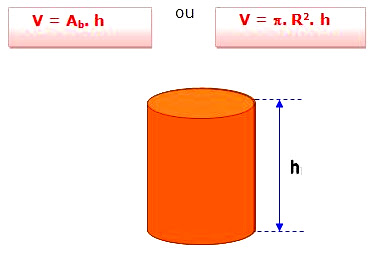 V = Ab. h
ou
V = π. R². h
h